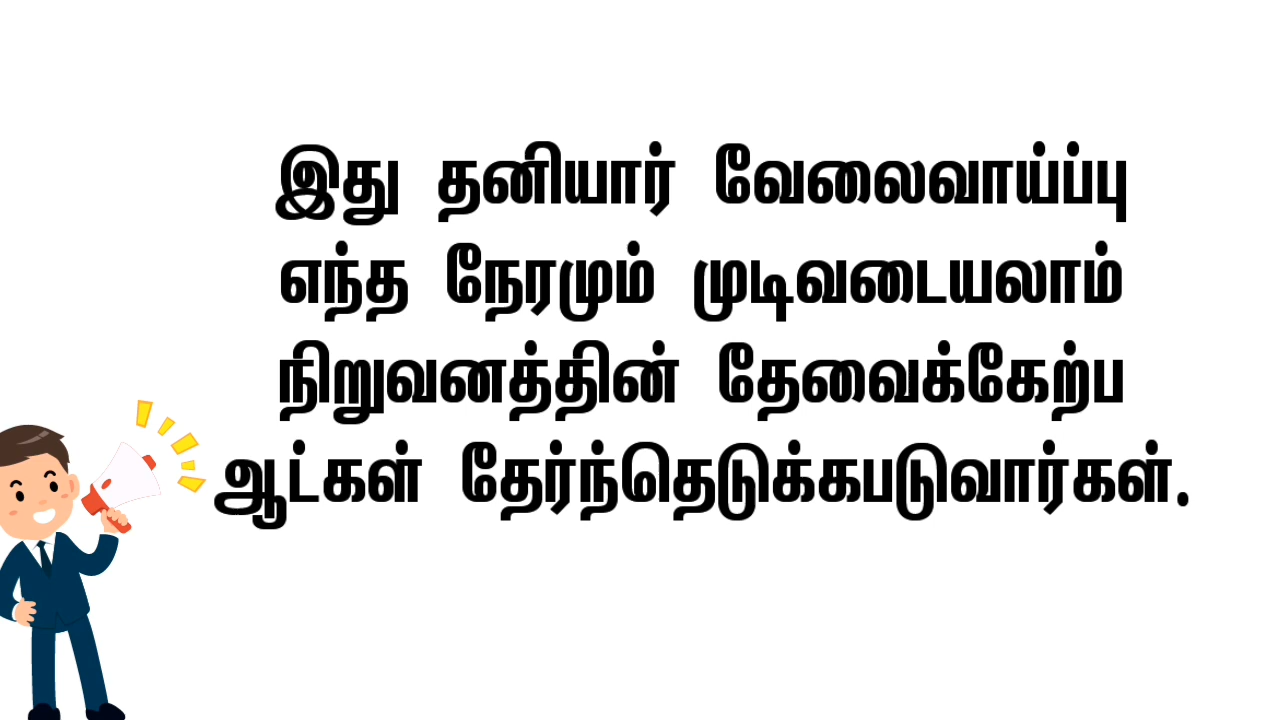 இது தனியார் வேலைவாய்ப்பு
எந்த நேரமும் முடிவடையலாம்
நிறுவனத்தின் தேவைக்கேற்ப
ஆட்கள் தேர்ந்தெடுக்கபடுவார்கள்.